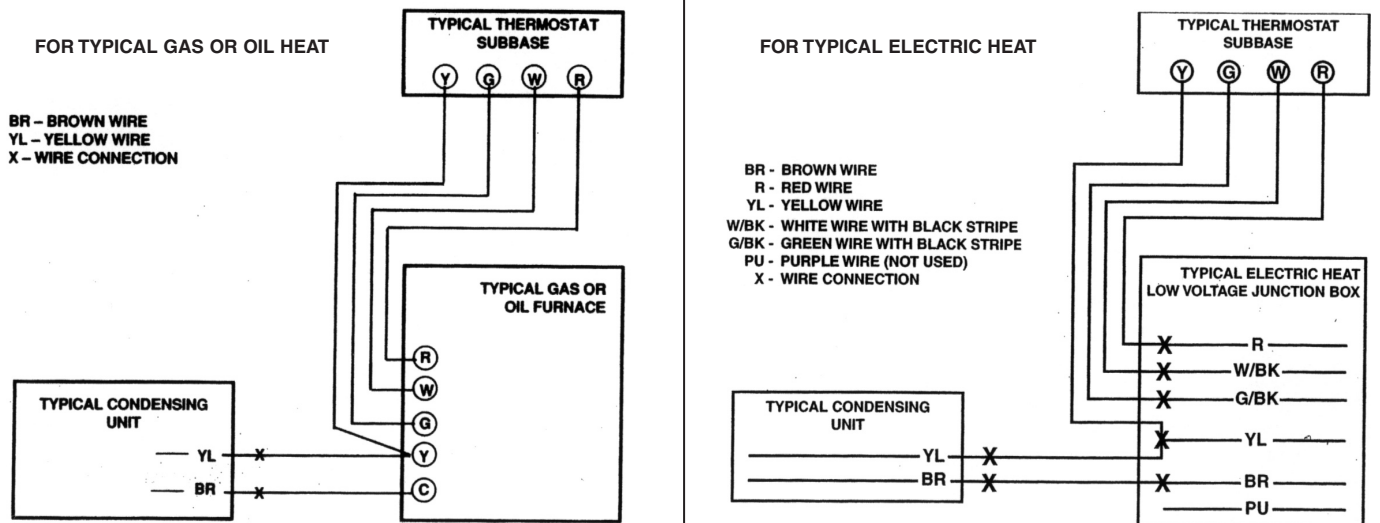 FOR TYPICAL GAS OR OIL HEAT
BR – BROWN WIRE
YL – YELLOW WIRE
X – WIRE CONNECTION
TYPICAL THERMOSTAT
SUBBASE
Y G W R
TYPICAL GAS OR
OIL FURNACE
R
W
G
Y
C
TYPICAL CONDENSING
UNIT
YL X
BR X
FOR TYPICAL ELECTRIC HEAT
BR - BROWN WIRE
R - RED WIRE
YL - YELLOW WIRE
W/BK - WHITE WIRE WITH BLACK STRIPE
G/BK - GREEN WIRE WITH BLACK STRIPE
PU - PURPLE WIRE (NOT USED)
X - WIRE CONNECTION
TYPICAL THERMOSTAT
SUBBASE
Y G W R
TYPICAL ELECTRIC HEAT
LOW VOLTAGE JUNCTION BOX
X R
X W/BK
X G/BK
X YL
X BR
PU
TYPICAL CONDENSING
UNIT
YL X
BR X